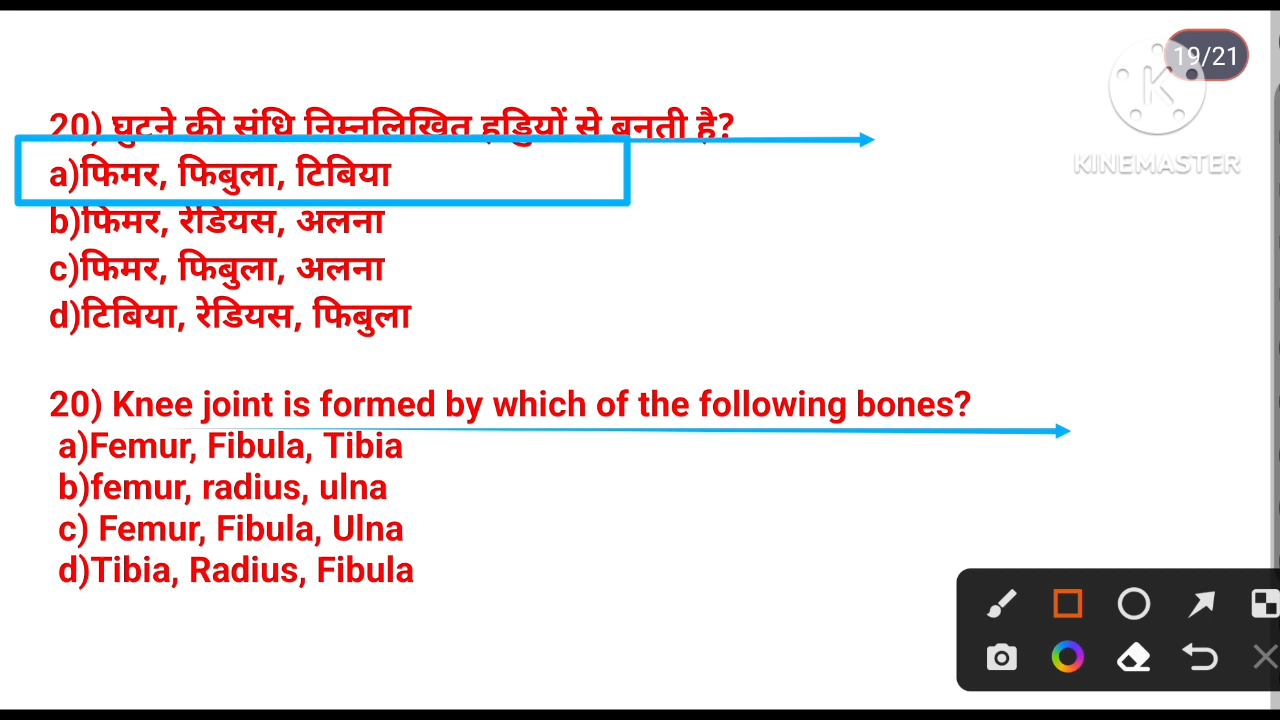 19/21
KINEMASTER
20) घुटने की संधि निम्नलिखित हड्डियों से बनती है?
a)फिमर, फिबुला, टिबिया
b)फिमर, रेडियस, अलना
c)फिमर, फिबुला, अलना
d)टिबिया, रेडियस, फिबुला
20) Knee joint is formed by which of the following bones?
a)Femur, Fibula, Tibia
b)femur, radius, ulna
c) Femur, Fibula, Ulna
d)Tibia, Radius, Fibula